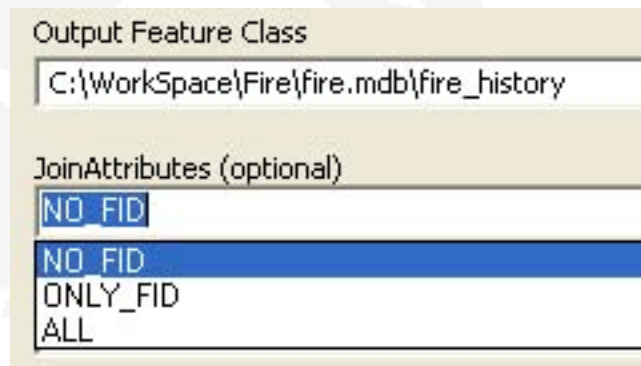 Output Feature Class
C:\WorkSpace\Fire\fire.mdb\fire_history
JoinAttributes (optional)
NO_FID
NO_FID
ONLY_FID
ALL